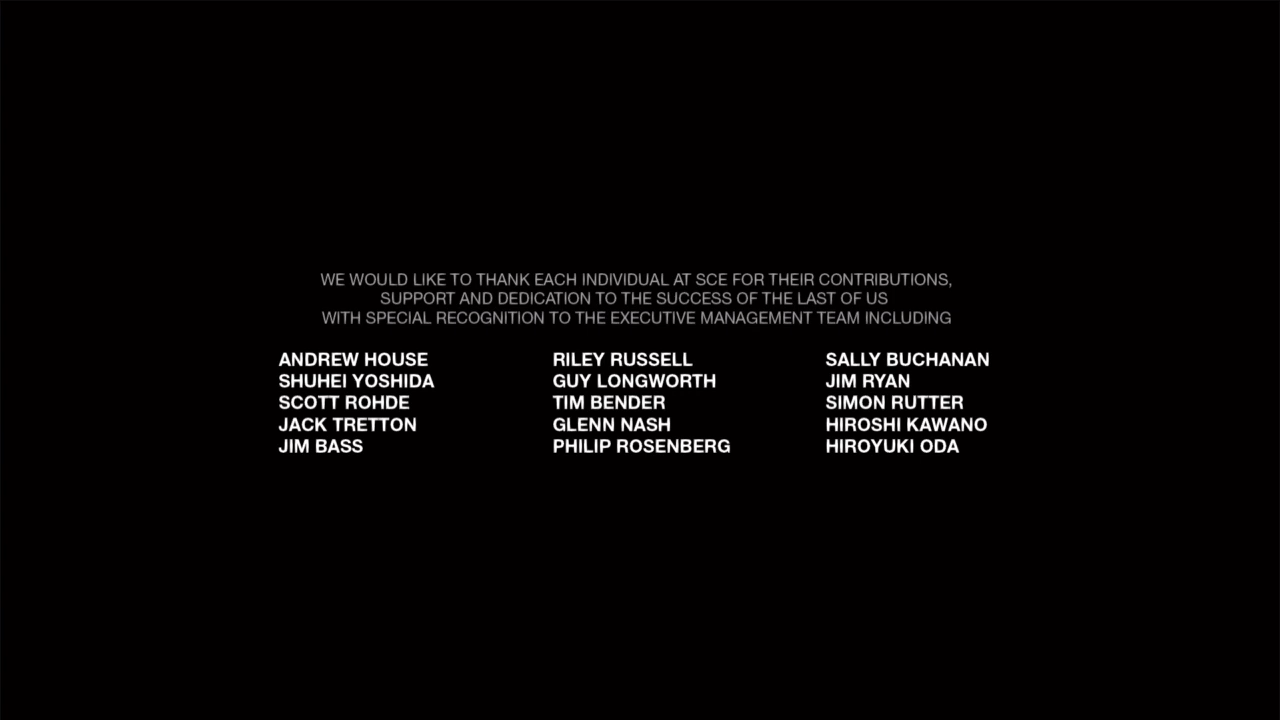 WE WOULD LIKE TO THANK EACH INDIVIDUAL AT SCE FOR THEIR CONTRIBUTIONS,
SUPPORT AND DEDICATION TO THE SUCCESS OF THE LAST OF US
WITH SPECIAL RECOGNITION TO THE EXECUTIVE MANAGEMENT TEAM INCLUDING
ANDREW HOUSE
SHUHEI YOSHIDA
SCOTT ROHDE
JACK TRETTON
JIM BASS
RILEY RUSSELL
GUY LONGWORTH
TIM BENDER
GLENN NASH
PHILIP ROSENBERG
SALLY BUCHANAN
JIM RYAN
SIMON RUTTER
HIROSHI KAWANO
HIROYUKI ODA